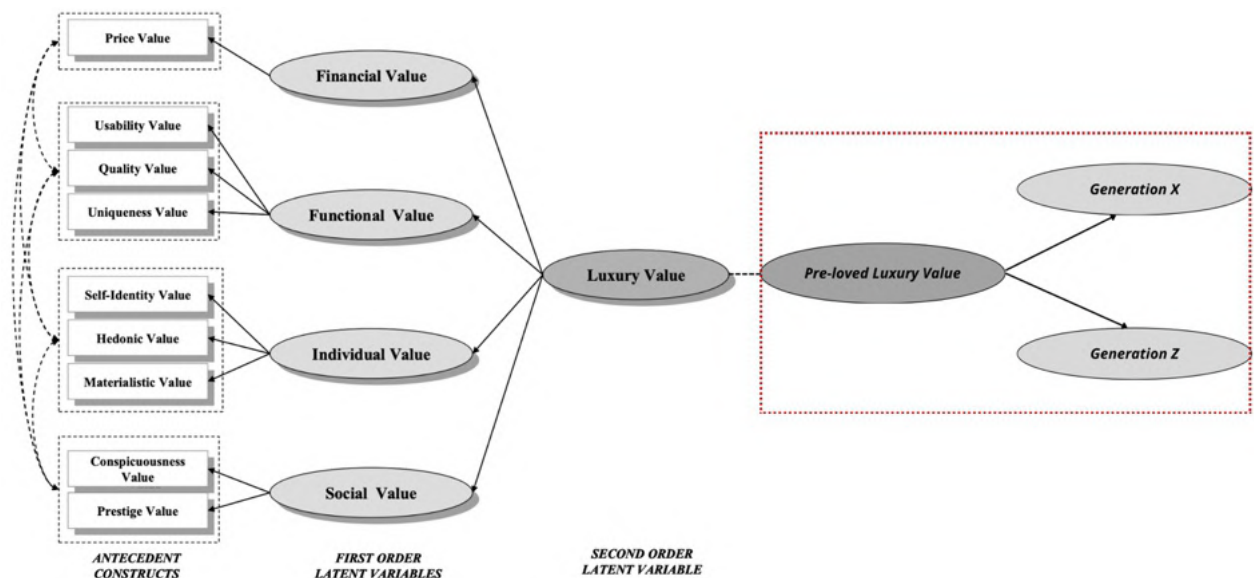 Price Value
Financial Value
Usability Value
Quality Value
Uniqueness Value
Functional Value
Self-Identity Value
Hedonic Value
Materialistic Value
Individual Value
Conspicuousness
Value
Prestige Value
Social Value
Luxury Value
Pre-loved Luxury Value
Generation X
Generation Z
ANTECEDENT
CONSTRUCTS
FIRST ORDER
LATENT VARIABLES
SECOND ORDER
LATENT VARIABLE